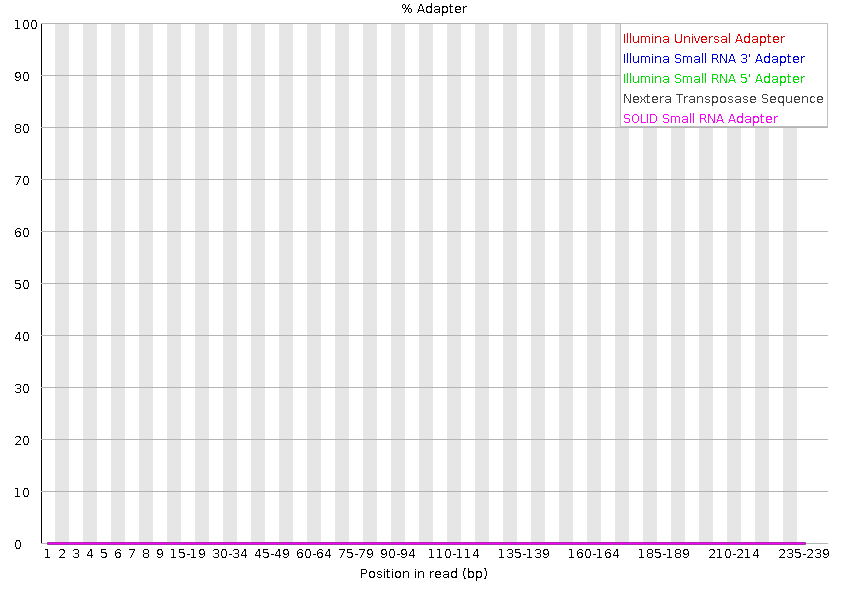 % Adapter
100
90
80
70
60
50
40
30
20
10
0
Illumina Universal Adapter
Illumina Small RNA 3' Adapter
Illumina Small RNA 5' Adapter
Nextera Transposase Sequence
SOLID Small RNA Adapter
1 2 3 4 5 6 7 8 9 15-19 30-34 45-49 60-64 75-79 90-94 110-114 135-139 160-164 185-189 210-214 235-239
Position in read (bp)